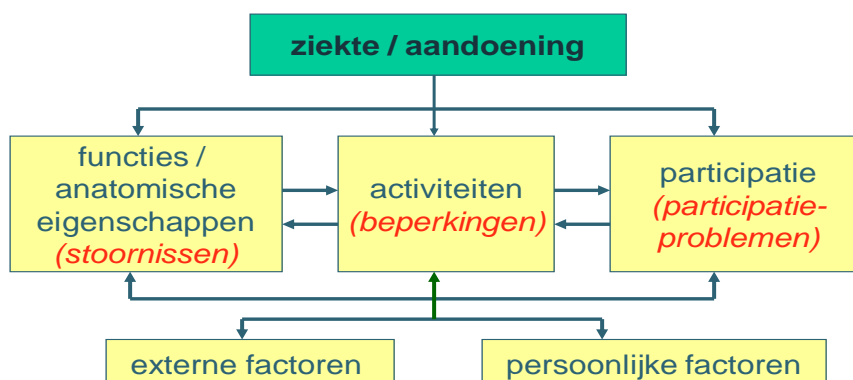 ziekte / aandoening
functies /
anatomische
eigenschappen
(stoornissen)
activiteiten
(beperkingen)
participatie
(participatie-
problemen)
externe factoren
persoonlijke factoren